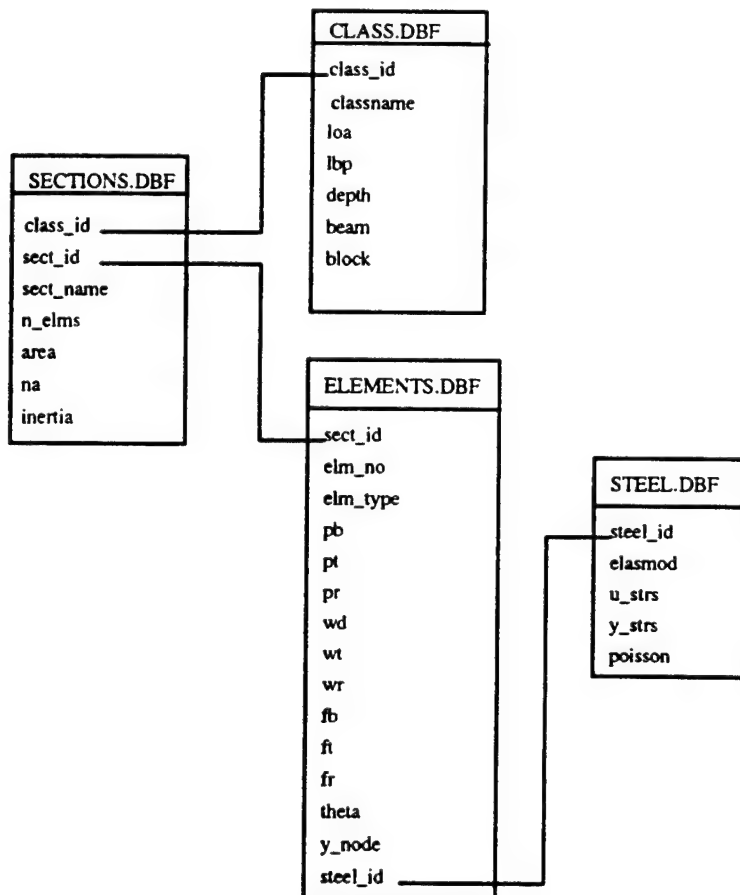 CLASS.DBF
class_id
classname
loa
lbp
depth
beam
block
SECTIONS.DBF
class_id
sect_id
sect_name
n_elms
area
na
inertia
ELEMENTS.DBF
sect_id
elm_no
elm_type
pb
pt
pr
wd
wt
wr
fb
ft
fr
theta
y_node
steel_id
STEEL.DBF
steel_id
elasmod
u_strs
y_strs
poisson